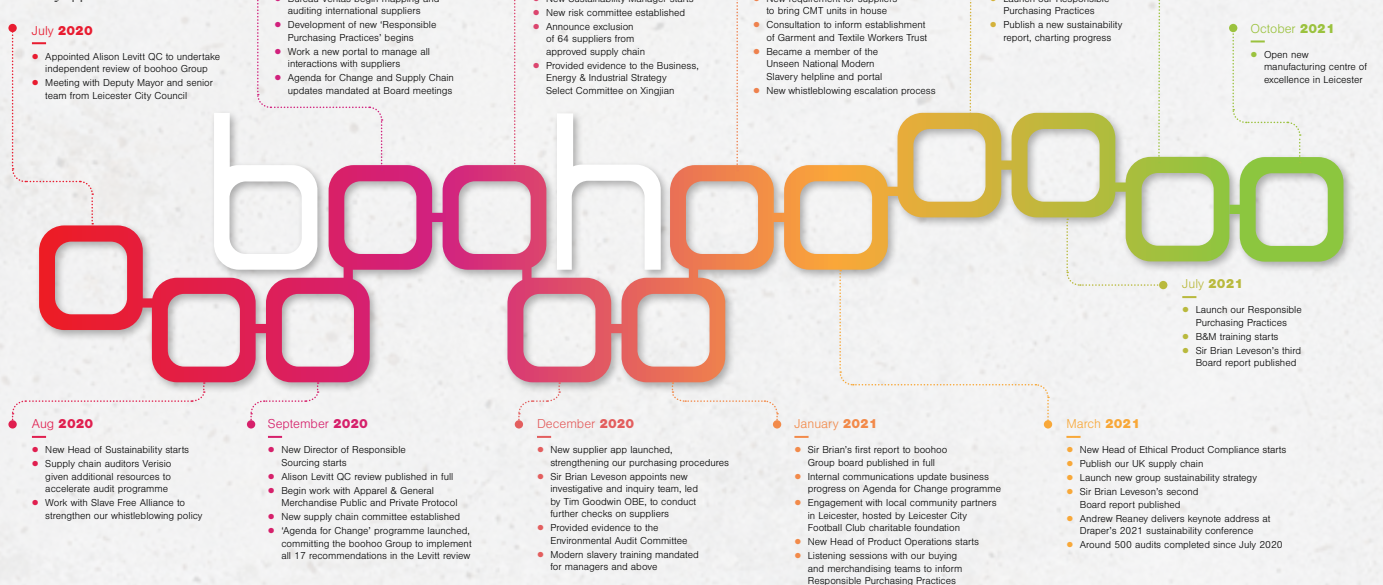 July 2020
Appointed Alison Levitt QC to undertake
independent review of boohoo Group
Meeting with Deputy Mayor and senior
team from Leicester City Council
auditing international suppliers
Development of new ‘Responsible
Purchasing Practices’ begins
Work a new portal to manage all
interactions with suppliers
Agenda for Change and Supply Chain
updates mandated at Board meetings
New risk committee established
Announce exclusion
of 64 suppliers from
approved supply chain
Provided evidence to the Business,
Energy & Industrial Strategy
Select Committee on Xingjian
to bring CMT units in house
Consultation to inform establishment
of Garment and Textile Workers Trust
Became a member of the
Unseen National Modern
Slavery helpline and portal
New whistleblowing escalation process
Purchasing Practices
Publish a new sustainability
report, charting progress
October 2021
Open new
manufacturing centre of
excellence in Leicester
boohoo
July 2021
Launch our Responsible
Purchasing Practices
B&M training starts
Sir Brian Leveson’s third
Board report published
Aug 2020
New Head of Sustainability starts
Supply chain auditors Verisio
given additional resources to
accelerate audit programme
Work with Slave Free Alliance to
strengthen our whistleblowing policy
September 2020
New Director of Responsible
Sourcing starts
Alison Levitt QC review published in full
Begin work with Apparel & General
Merchandise Public and Private Protocol
New supply chain committee established
‘Agenda for Change’ programme launched,
committing the boohoo Group to implement
all 17 recommendations in the Levitt review
December 2020
New supplier app launched,
strengthening our purchasing procedures
Sir Brian Leveson appoints new
investigative and inquiry team, led
by Tim Goodwin OBE, to conduct
further checks on suppliers
Provided evidence to the
Environmental Audit Committee
Modern slavery training mandated
for managers and above
January 2021
Sir Brian’s first report to boohoo
Group board published in full
Internal communications update business
progress on Agenda for Change programme
Engagement with local community partners
in Leicester, hosted by Leicester City
Football Club charitable foundation
New Head of Product Operations starts
Listening sessions with our buying
and merchandising teams to inform
Responsible Purchasing Practices
March 2021
New Head of Ethical Product Compliance starts
Publish our UK supply chain
Launch new group sustainability strategy
Sir Brian Leveson’s second
Board report published
Andrew Reaney delivers keynote address at
Draper’s 2021 sustainability conference
Around 500 audits completed since July 2020